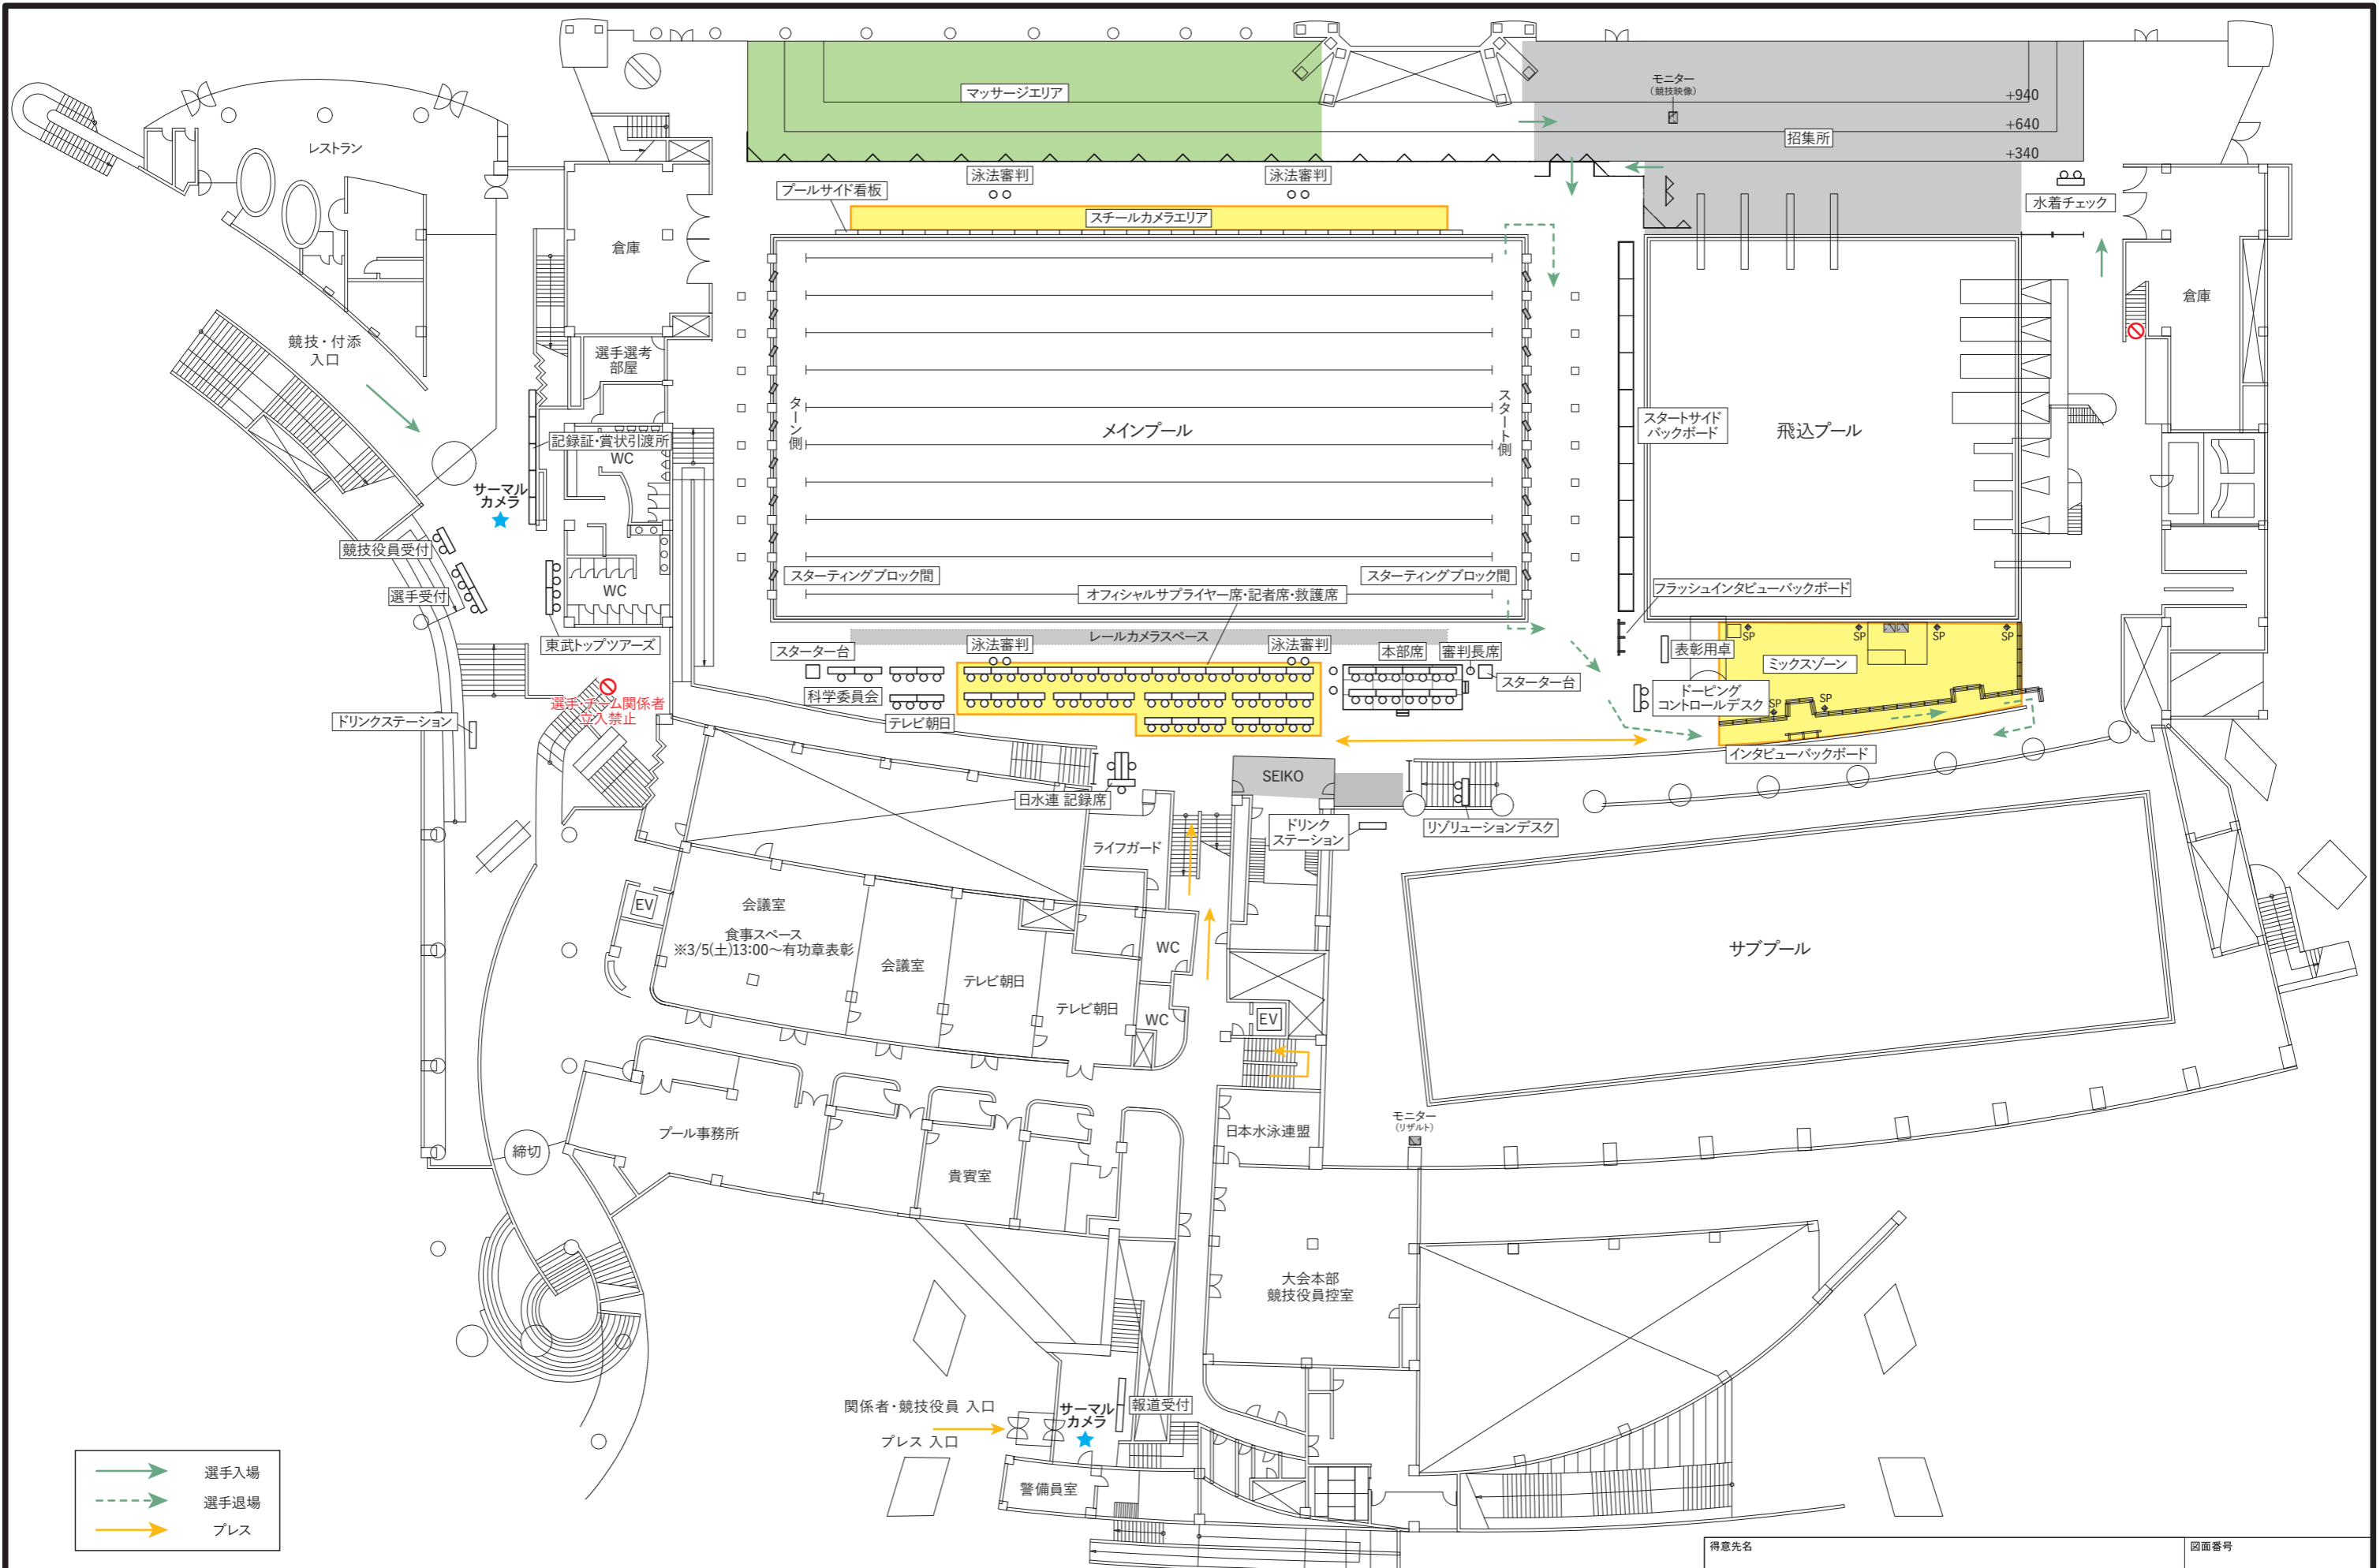 マッサージエリア
モニター
(競技映像)
+940
+640
招集所
+340
レストラン
泳法審判
泳法審判
プールサイド看板
スチールカメラエリア
水着チェック
倉庫
倉庫
競技・付添
入口
選手選考
部屋
ターン側
メインプール
スタート側
スタートサイド
バックボード
飛込プール
記録証・賞状引渡所
WC
サーマル
カメラ
競技役員受付
選手受付
WC
スターティングブロック間
スターティングブロック間
オフィシャルサプライヤー席・記者席・救護席
フラッシュインタビューバックボード
東武トップツアーズ
レールカメラスペース
スターター台
泳法審判
泳法審判
本部席
審判長席
表彰用卓
SP
SP
SP
SP
ミックスゾーン
科学委員会
スターター台
ドーピング
コントロールデスク
SP
SP
選手・チーム関係者
立入禁止
ドリンクステーション
テレビ朝日
インタビューバックボード
SEIKO
日水連 記録席
ドリンク
ステーション
リゾリューションデスク
ライフガード
EV
会議室
食事スペース
※3/5(土)13:00〜有功章表彰
会議室
テレビ朝日
テレビ朝日
WC
WC
EV
サブプール
プール事務所
締切
貴賓室
日本水泳連盟
モニター
(リザルト)
大会本部
競技役員控室
関係者・競技役員 入口
プレス 入口
サーマル
カメラ
報道受付
警備員室
選手入場
選手退場
プレス
得意先名
図面番号